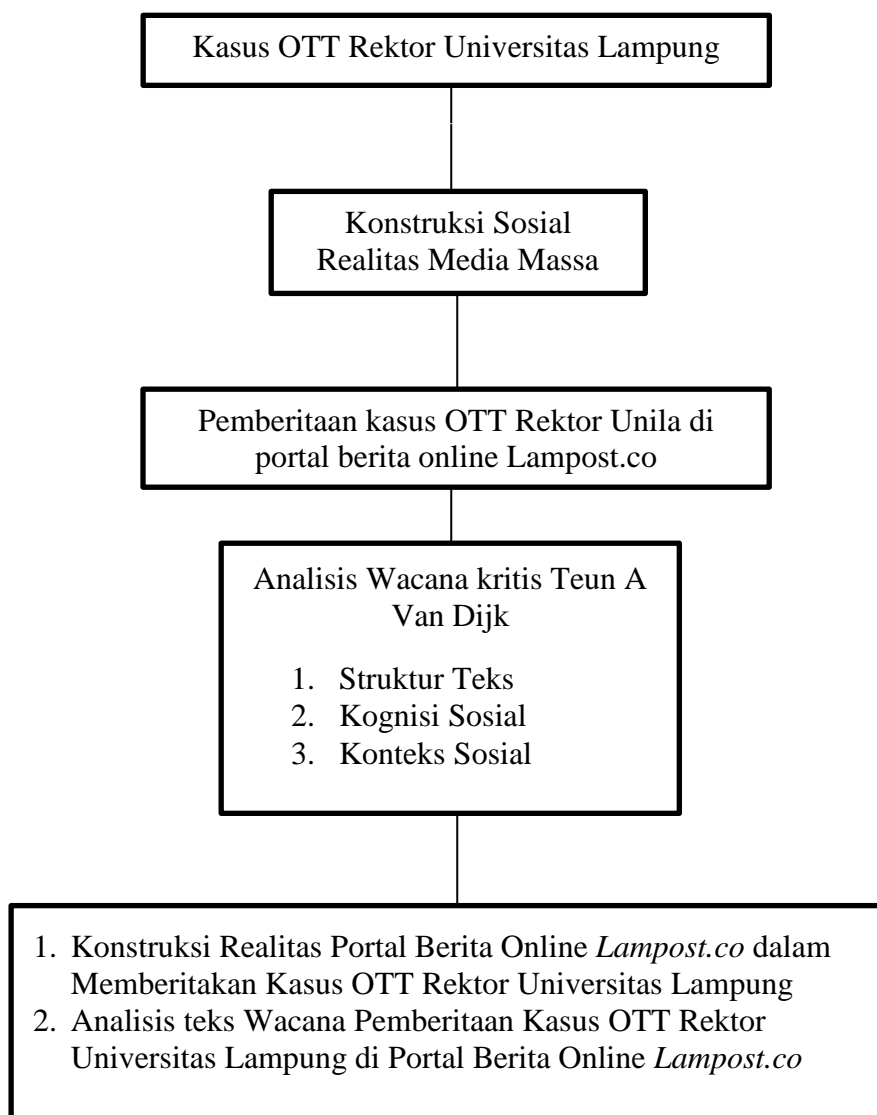 Kasus OTT Rektor Universitas Lampung
Konstruksi Sosial
Realitas Media Massa
Pemberitaan kasus OTT Rektor Unila di
portal berita online Lampost.co
Analisis Wacana kritis Teun A
Van Dijk
1. Struktur Teks
2. Kognisi Sosial
3. Konteks Sosial
1. Konstruksi Realitas Portal Berita Online Lampost.co dalam
Memberitakan Kasus OTT Rektor Universitas Lampung
2. Analisis teks Wacana Pemberitaan Kasus OTT Rektor
Universitas Lampung di Portal Berita Online Lampost.co